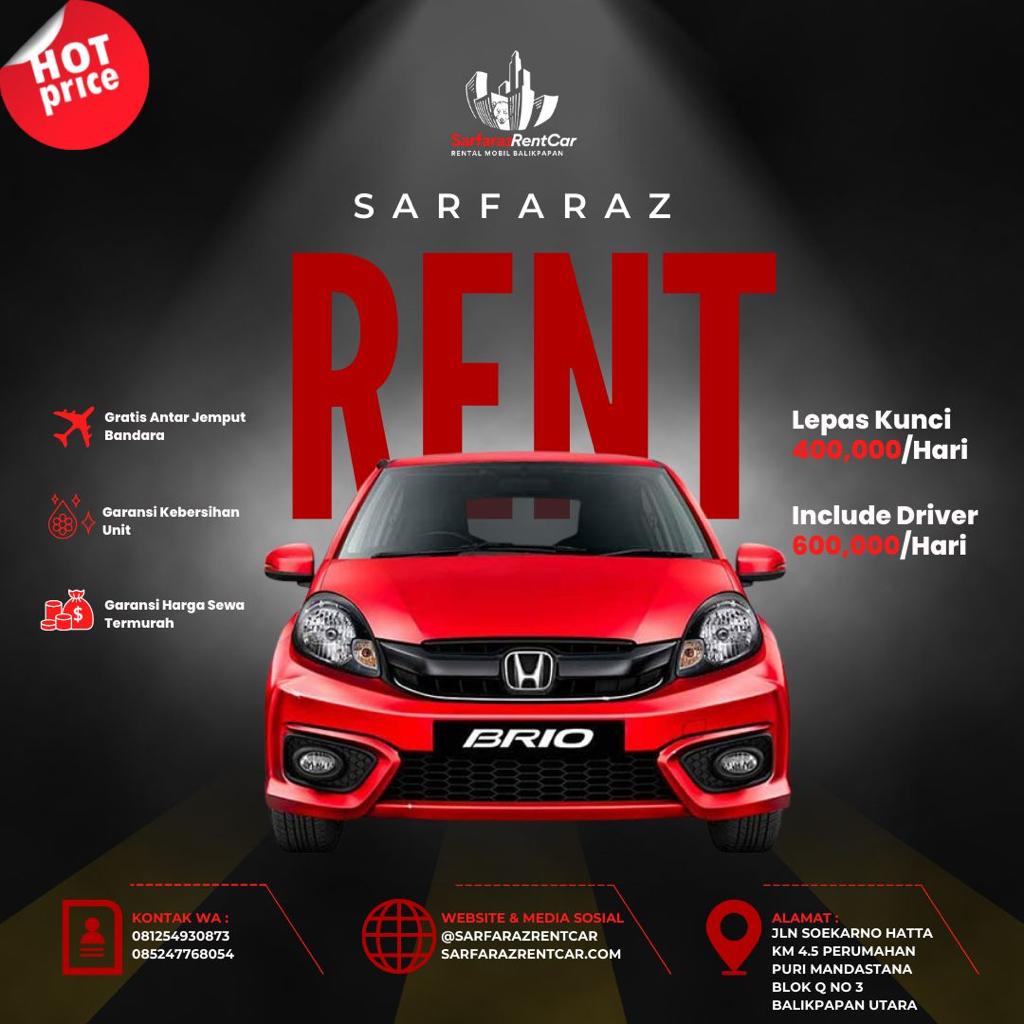 HOT
price
SarfarazRentCar
RENTAL MOBIL BALIKPAPAN
SARFARAZ
RENT
Gratis Antar Jemput
Bandara
Garansi Kebersihan
Unit
Garansi Harga Sewa
Termurah
Lepas Kunci
400,000/Hari
Include Driver
600,000/Hari
BRIO
KONTAK WA :
081254930873
085247768054
WEBSITE & MEDIA SOSIAL
@SARFARAZRENTCAR
SARFARAZRENTCAR.COM
ALAMAT :
JLN SOEKARNO HATTA
KM 4.5 PERUMAHAN
PURI MANDASTANA
BLOK Q NO 3
BALIKPAPAN UTARA